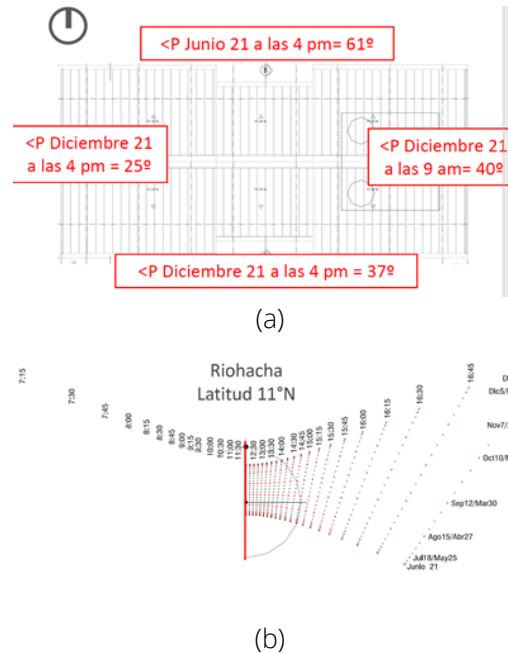 <P Junio 21 a las 4 pm= 61º
6
<P Diciembre 21
a las 4 pm = 25º
<P Diciembre 21
a las 9 am= 40º
<P Diciembre 21 a las 4 pm = 37º
(a)
Riohacha
Latitud 11°N
7:15
7:30
7:45
8:00
8:15
8:30
8:45
9:00
9:15
9:30
10:00
10:30
11:00
11:30
12:30
13:00
13:30
14:00
14:30
14:45
15:00
15:15
15:30
15:45
16:00
16:15
16:30
16:45
D
Dic5/
Nov7/
Oct10/M
Sep12/Mar30
Ago15/Abr27
Jul18/May25
Junio 21
(b)